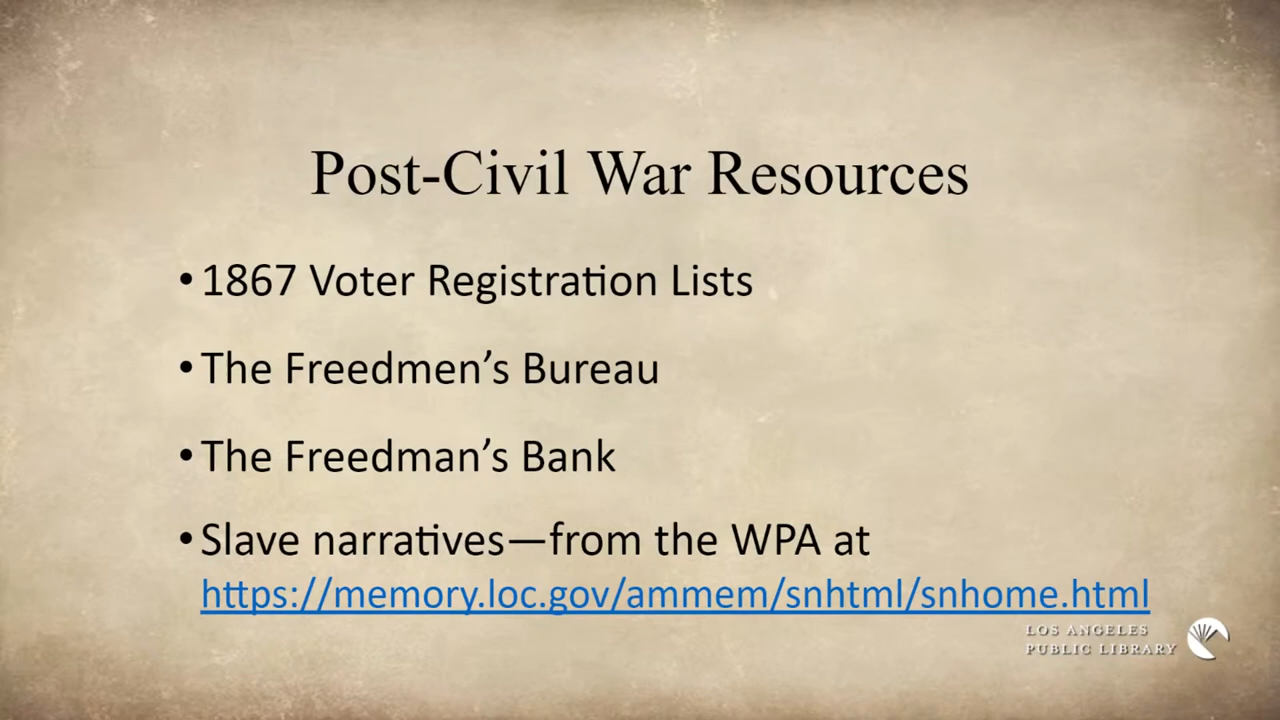 Post-Civil War Resources
•1867 Voter Registration Lists
•The Freedmen’s Bureau
•The Freedman’s Bank
•Slave narratives—from the WPA at
https://memory.loc.gov/ammem/snhtml/snhome.html
LOS ANGELES
PUBLIC LIBRARY